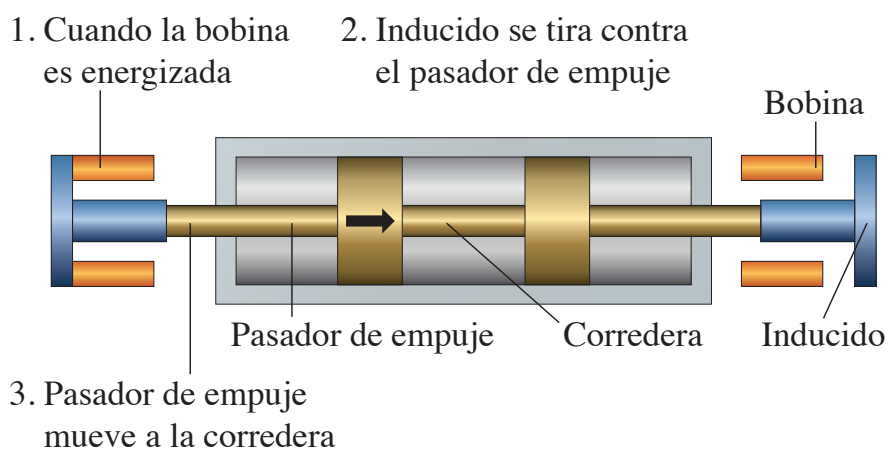 1. Cuando la bobina
es energizada
2. Inducido se tira contra
el pasador de empuje
Bobina
Pasador de empuje
Corredera
Inducido
3. Pasador de empuje
mueve a la corredera